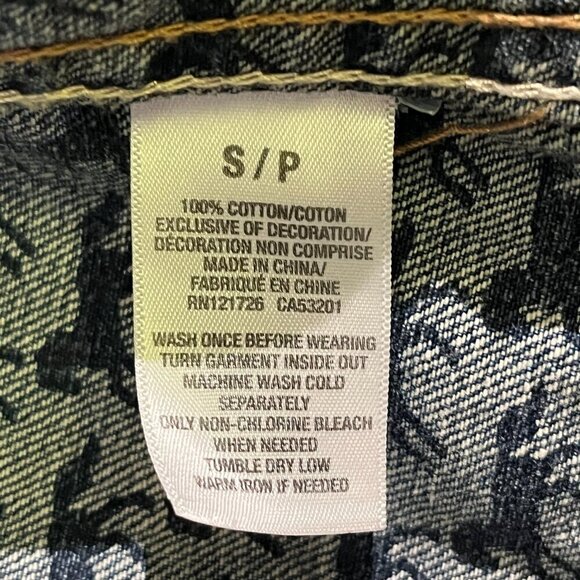 S / P
100% COTTON/COTON
EXCLUSIVE OF DECORATION/
DÉCORATION NON COMPRISE
MADE IN CHINA/
FABRIQUÉ EN CHINE
RN121726 CA53201
WASH ONCE BEFORE WEARING
TURN GARMENT INSIDE OUT
MACHINE WASH COLD
SEPARATELY
ONLY NON-CHLORINE BLEACH
WHEN NEEDED
TUMBLE DRY LOW
WARM IRON IF NEEDED